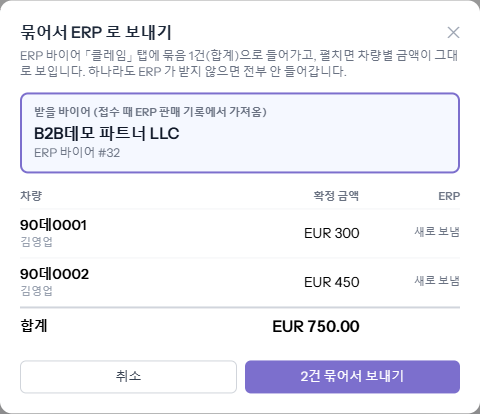 묶어서 ERP 로 보내기
ERP 바이어 「클레임」 탭에 묶음 1건(합계)으로 들어가고, 펼치면 차량별 금액이 그대
로 보입니다. 하나라도 ERP 가 받지 않으면 전부 안 들어갑니다.
받을 바이어 (접수 때 ERP 판매 기록에서 가져옴)
B2B데모 파트너 LLC
ERP 바이어 #32
차량 확정 금액 ERP
90데0001
김영업
EUR 300 새로 보냄
90데0002
김영업
EUR 450 새로 보냄
합계 EUR 750.00
취소 2건 묶어서 보내기